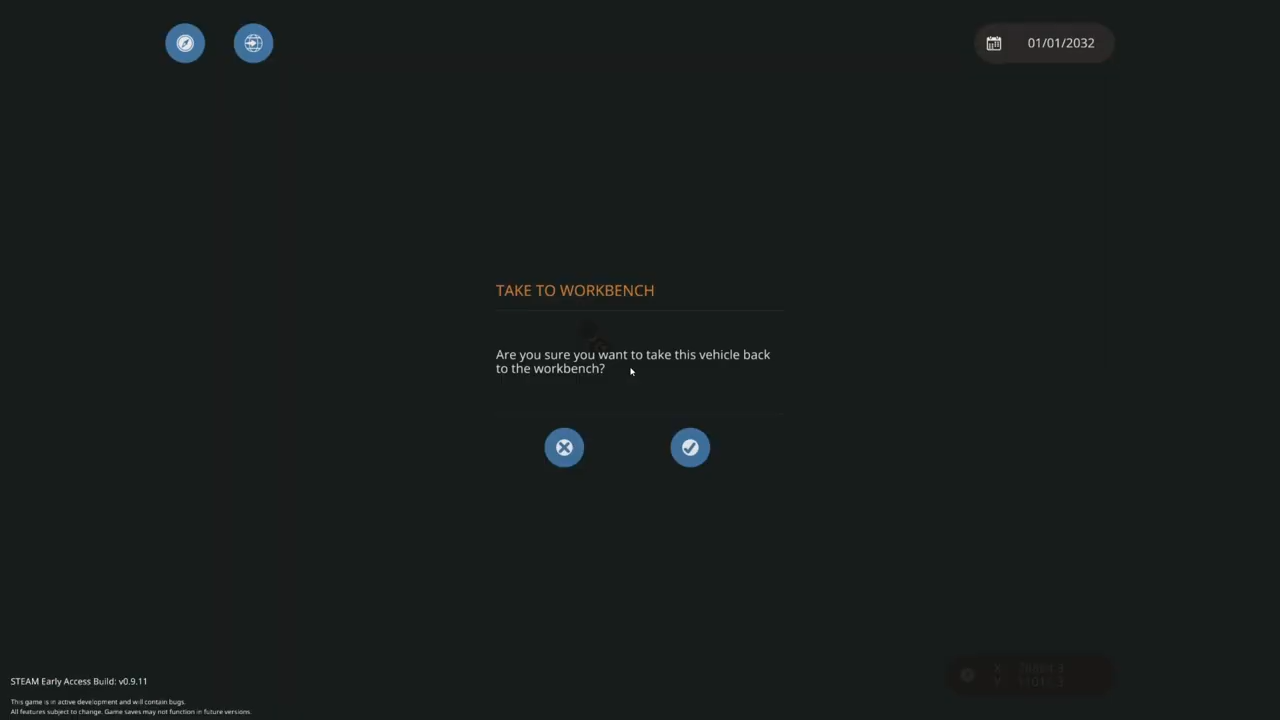 01/01/2032
TAKE TO WORKBENCH
Are you sure you want to take this vehicle back
to the workbench?
X
Y
STEAM Early Access Build: v0.9.11
This game is in active development and will contain bugs.
All features subject to change. Game saves may not function in future versions.